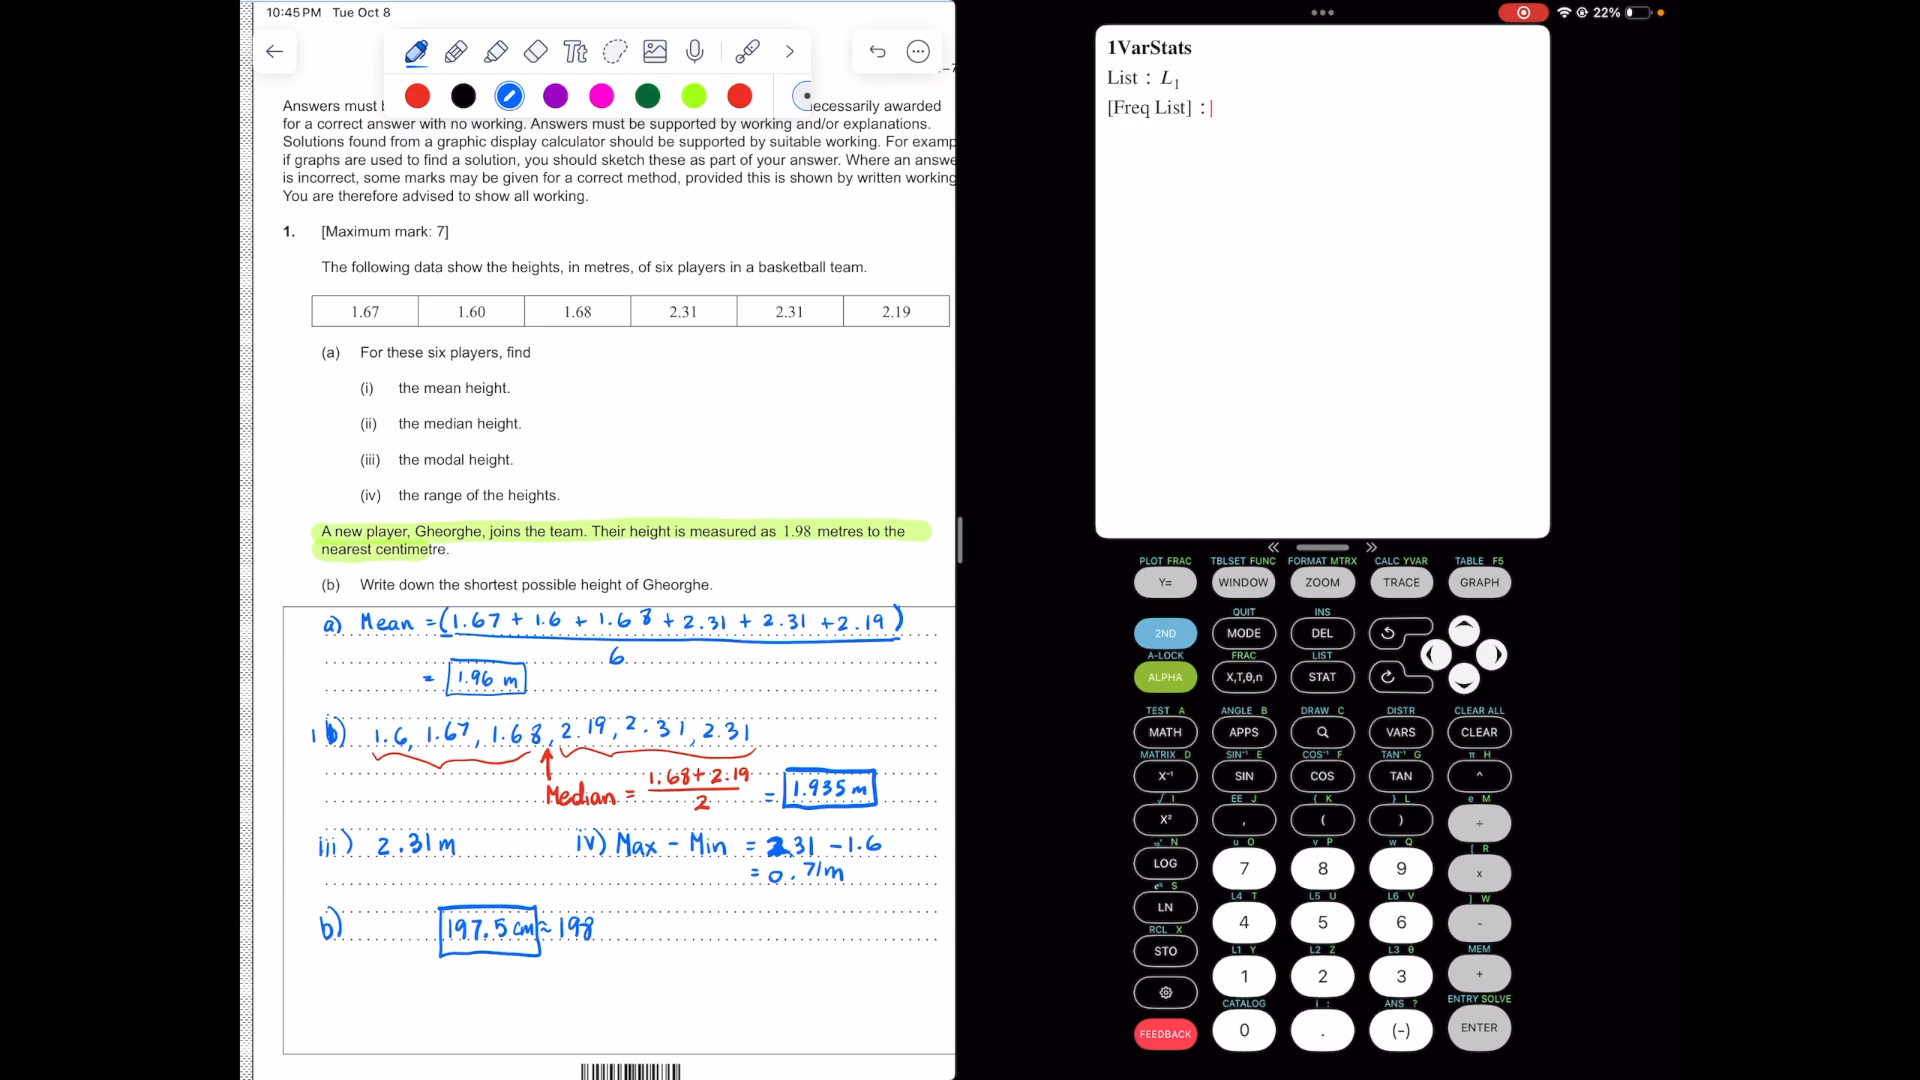 10:45 PM Tue Oct 8
22%
Tt
Answers must b
ecessarily awarded
for a correct answer with no working. Answers must be supported by working and/or explanations.
Solutions found from a graphic display calculator should be supported by suitable working. For examp
if graphs are used to find a solution, you should sketch these as part of your answer. Where an answe
is incorrect, some marks may be given for a correct method, provided this is shown by written working
You are therefore advised to show all working.
1. [Maximum mark: 7]
The following data show the heights, in metres, of six players in a basketball team.
1.67 1.60 1.68 2.31 2.31 2.19
(a) For these six players, find
(i) the mean height.
(ii) the median height.
(iii) the modal height.
(iv) the range of the heights.
A new player, Gheorghe, joins the team. Their height is measured as 1.98 metres to the
nearest centimetre.
(b) Write down the shortest possible height of Gheorghe.
a) Mean = (1.67 + 1.6 + 1.68 + 2.31 + 2.31 + 2.19)
6
= 1.96 m
1.6, 1.67, 1.68, 2.19, 2.31, 2.31
Median = 1.68 + 2.19
2
= 1.935 m
iii) 2.31 m iv) Max - Min = 2.31 - 1.6
= 0.71m
b) 197.5 cm ≈ 198
1VarStats
List : L1
[Freq List] :
PLOT FRAC TBLSET FUNC FORMAT MTRX CALC YVAR TABLE F5
Y= WINDOW ZOOM TRACE GRAPH
QUIT INS
2ND MODE DEL
A-LOCK FRAC LIST
ALPHA X,T,θ,n STAT
TEST A ANGLE B DRAW C DISTR CLEAR ALL
MATH APPS VARS CLEAR
MATRIX D SIN⁻¹ E COS⁻¹ F TAN⁻¹ G π H
X⁻¹ SIN COS TAN ^
√ I EE J { K } L e M
X² , ( ) ÷
10ˣ N u O v P w Q [ R
LOG 7 8 9 x
eˣ S L4 T L5 U L6 V ] W
LN 4 5 6 -
RCL X L1 Y L2 Z L3 θ MEM
STO 1 2 3 +
CATALOG i : ANS ? ENTRY SOLVE
FEEDBACK 0 . (-) ENTER